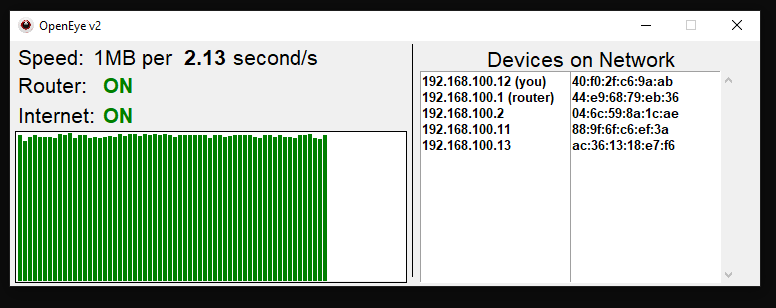 OpenEye v2
Speed: 1MB per 2.13 second/s
Router: ON
Internet: ON
Devices on Network
192.168.100.12 (you) 40:f0:2f:c6:9a:ab
192.168.100.1 (router) 44:e9:68:79:eb:36
192.168.100.2 04:6c:59:8a:1c:ae
192.168.100.11 88:9f:6f:c6:ef:3a
192.168.100.13 ac:36:13:18:e7:f6